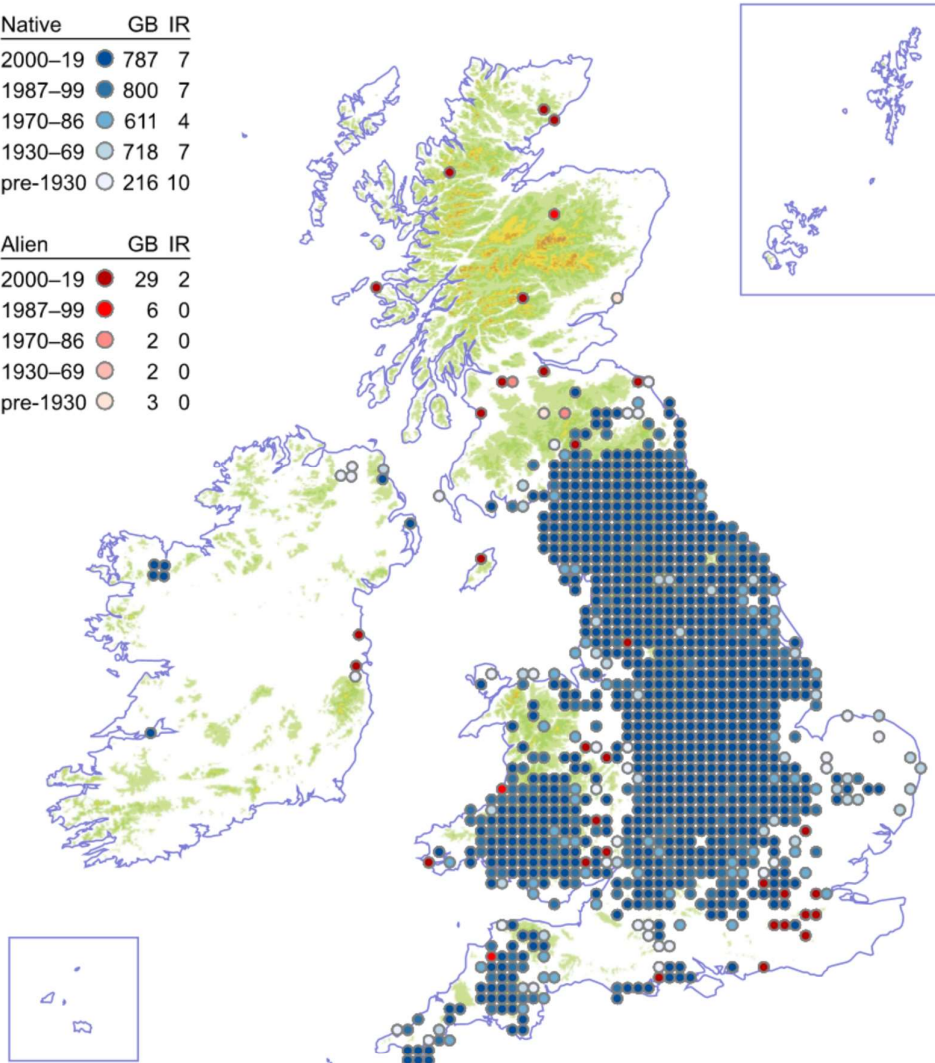 Native GB IR
2000–19 787 7
1987–99 800 7
1970–86 611 4
1930–69 718 7
pre-1930 216 10
Alien GB IR
2000–19 29 2
1987–99 6 0
1970–86 2 0
1930–69 2 0
pre-1930 3 0